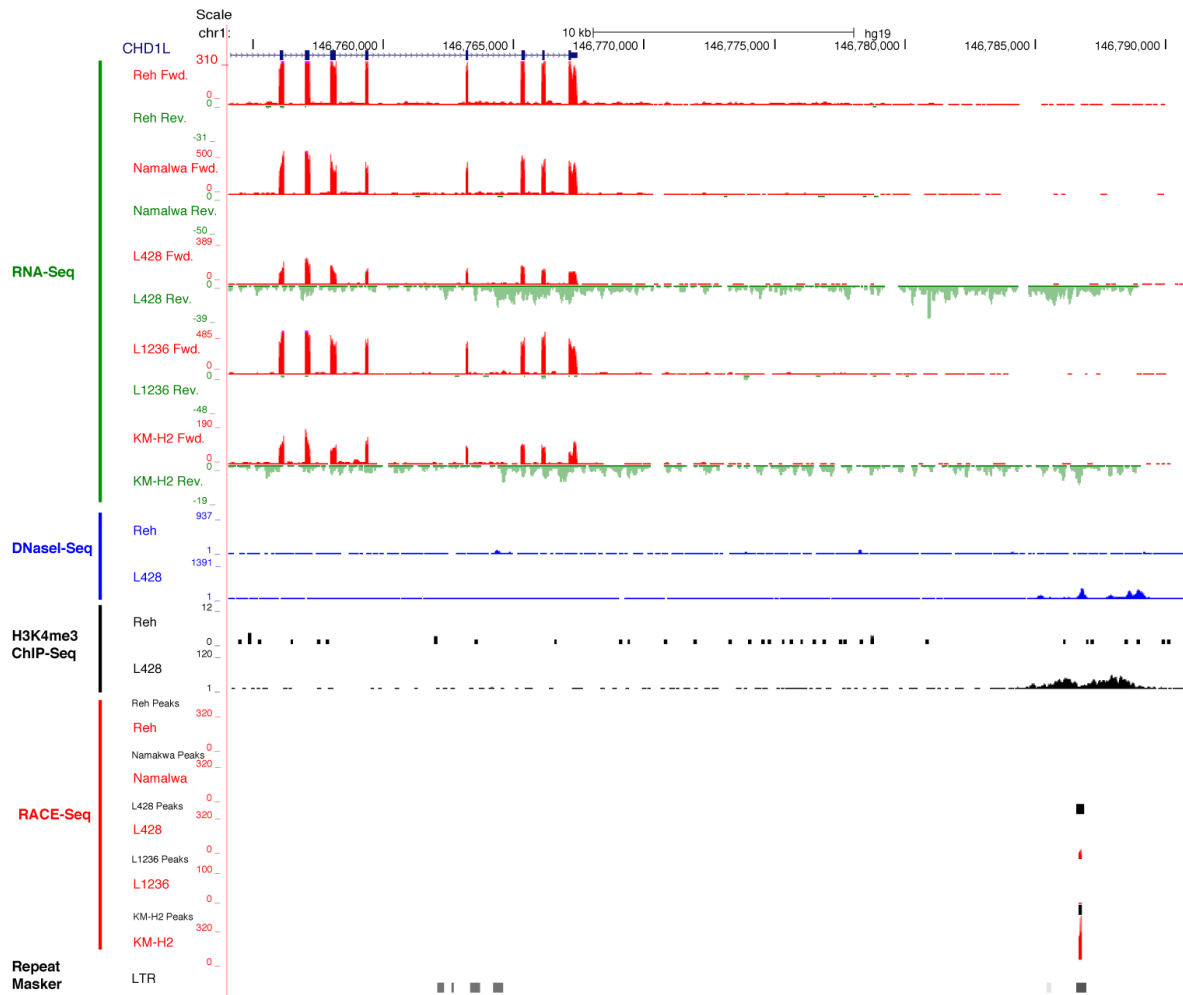 Scale
chr1:
10 kb
hg19
146,760,000
146,765,000
146,770,000
146,775,000
146,780,000
146,785,000
146,790,000
CHD1L
RNA-Seq
310 _
Reh Fwd.
0 _
0 _
Reh Rev.
-31 _
500 _
Namalwa Fwd.
0 _
0 _
Namalwa Rev.
-50 _
389 _
L428 Fwd.
0 _
0 _
L428 Rev.
-39 _
485 _
L1236 Fwd.
0 _
0 _
L1236 Rev.
-48 _
190 _
KM-H2 Fwd.
0 _
0 _
KM-H2 Rev.
-19 _
DNaseI-Seq
937 _
Reh
1 _
1391 _
L428
1 _
H3K4me3
ChIP-Seq
12 _
Reh
0 _
120 _
L428
1 _
RACE-Seq
Reh Peaks
320 _
Reh
0 _
Namakwa Peaks
320 _
Namalwa
0 _
L428 Peaks
320 _
L428
0 _
L1236 Peaks
100 _
L1236
0 _
KM-H2 Peaks
320 _
KM-H2
0 _
Repeat
Masker
LTR